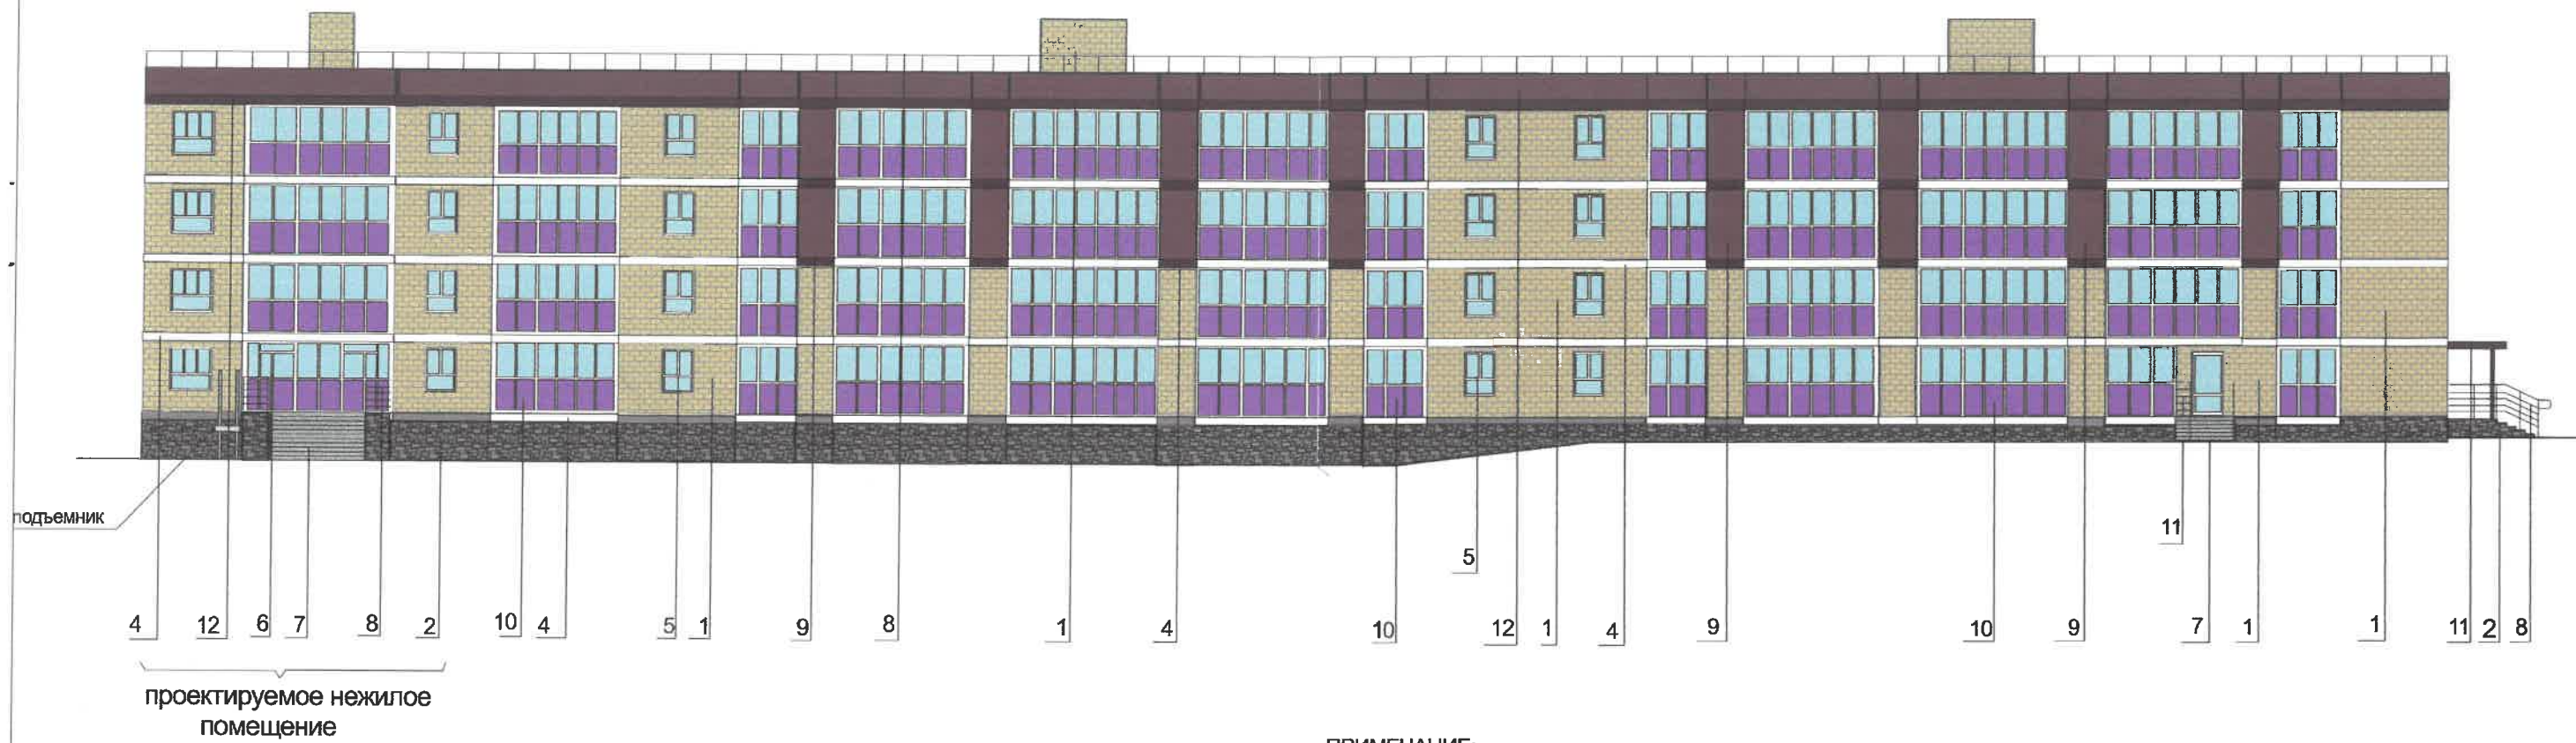 подъемник
11
5
4 12 6 7 8 2 10 4 5 1 9 8 1 4 10 12 1 4 9 10 9 7 1 1 11 2 8
проектируемое нежилое
помещение
ПРИМЕЧАНИЕ: